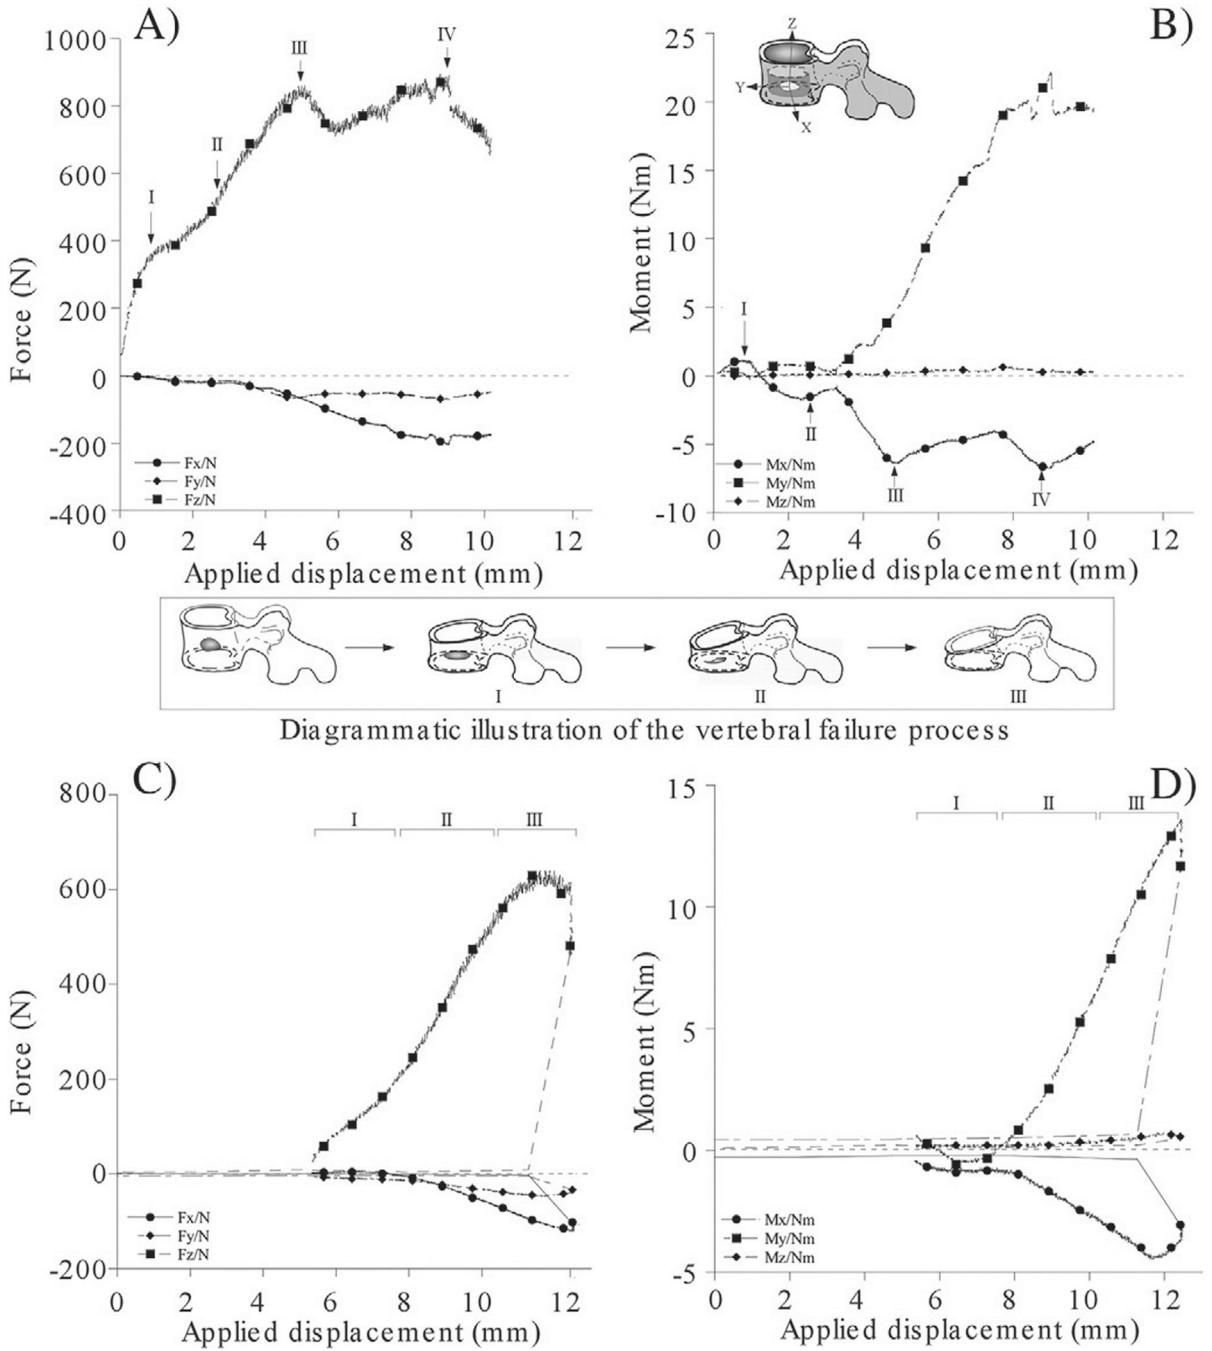 A)
1000
800
600
400
200
0
-200
-400
Force (N)
I
II
III
IV
Fx/N
Fy/N
Fz/N
0 2 4 6 8 10 12
Applied displacement (mm)
B)
25
20
15
10
5
0
-5
-10
Moment (Nm)
Z
Y
X
I
II
III
IV
Mx/Nm
My/Nm
Mz/Nm
0 2 4 6 8 10 12
Applied displacement (mm)
I II III
Diagrammatic illustration of the vertebral failure process
C)
800
600
400
200
0
-200
Force (N)
I II III
Fx/N
Fy/N
Fz/N
0 2 4 6 8 10 12
Applied displacement (mm)
D)
15
10
5
0
-5
Moment (Nm)
I II III
Mx/Nm
My/Nm
Mz/Nm
0 2 4 6 8 10 12
Applied displacement (mm)